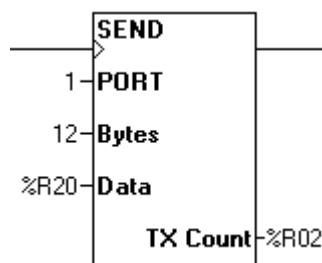 SEND
1 PORT
12 Bytes
%R20 Data
TX Count %R02